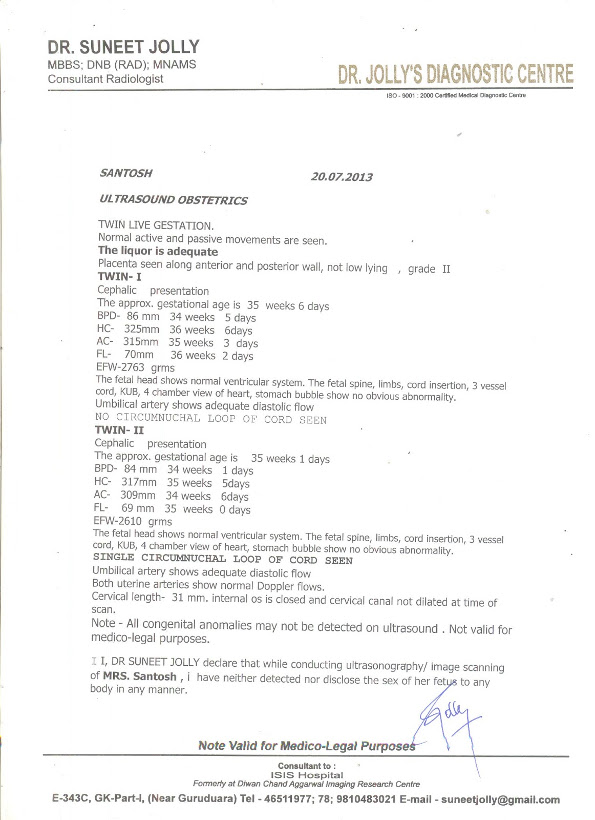 DR. SUNEET JOLLY
MBBS; DNB (RAD); MNAMS
Consultant Radiologist
DR. JOLLY'S DIAGNOSTIC CENTRE
ISO - 9001 : 2000 Certified Medical Diagnostic Centre
SANTOSH 20.07.2013
ULTRASOUND OBSTETRICS
TWIN LIVE GESTATION.
Normal active and passive movements are seen.
The liquor is adequate
Placenta seen along anterior and posterior wall, not low lying , grade II
TWIN- I
Cephalic presentation
The approx. gestational age is 35 weeks 6 days
BPD- 86 mm 34 weeks 5 days
HC- 325mm 36 weeks 6days
AC- 315mm 35 weeks 3 days
FL- 70mm 36 weeks 2 days
EFW-2763 grms
The fetal head shows normal ventricular system. The fetal spine, limbs, cord insertion, 3 vessel
cord, KUB, 4 chamber view of heart, stomach bubble show no obvious abnormality.
Umbilical artery shows adequate diastolic flow
NO CIRCUMNUCHAL LOOP OF CORD SEEN
TWIN- II
Cephalic presentation
The approx. gestational age is 35 weeks 1 days
BPD- 84 mm 34 weeks 1 days
HC- 317mm 35 weeks 5days
AC- 309mm 34 weeks 6days
FL- 69 mm 35 weeks 0 days
EFW-2610 grms
The fetal head shows normal ventricular system. The fetal spine, limbs, cord insertion, 3 vessel
cord, KUB, 4 chamber view of heart, stomach bubble show no obvious abnormality.
SINGLE CIRCUMNUCHAL LOOP OF CORD SEEN
Umbilical artery shows adequate diastolic flow
Both uterine arteries show normal Doppler flows.
Cervical length- 31 mm. internal os is closed and cervical canal not dilated at time of
scan.
Note - All congenital anomalies may not be detected on ultrasound . Not valid for
medico-legal purposes.
I I, DR SUNEET JOLLY declare that while conducting ultrasonography/ image scanning
of MRS. Santosh , i have neither detected nor disclose the sex of her fetus to any
body in any manner.
Jolly
Note Valid for Medico-Legal Purposes
Consultant to :
ISIS Hospital
Formerly at Diwan Chand Aggarwal Imaging Research Centre
E-343C, GK-Part-I, (Near Guruduara) Tel - 46511977; 78; 9810483021 E-mail - suneetjolly@gmail.com